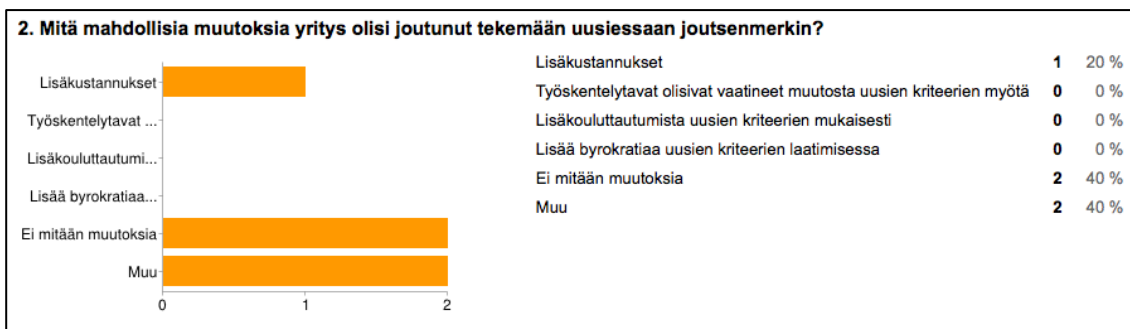 2. Mitä mahdollisia muutoksia yritys olisi joutunut tekemään uusiessaan joutsenmerkin?
Lisäkustannukset
Työskentelytavat ...
Lisäkouluttautumi...
Lisää byrokratiaa...
Ei mitään muutoksia
Muu
0 1 2
Lisäkustannukset 1 20 %
Työskentelytavat olisivat vaatineet muutosta uusien kriteerien myötä 0 0 %
Lisäkouluttautumista uusien kriteerien mukaisesti 0 0 %
Lisää byrokratiaa uusien kriteerien laatimisessa 0 0 %
Ei mitään muutoksia 2 40 %
Muu 2 40 %